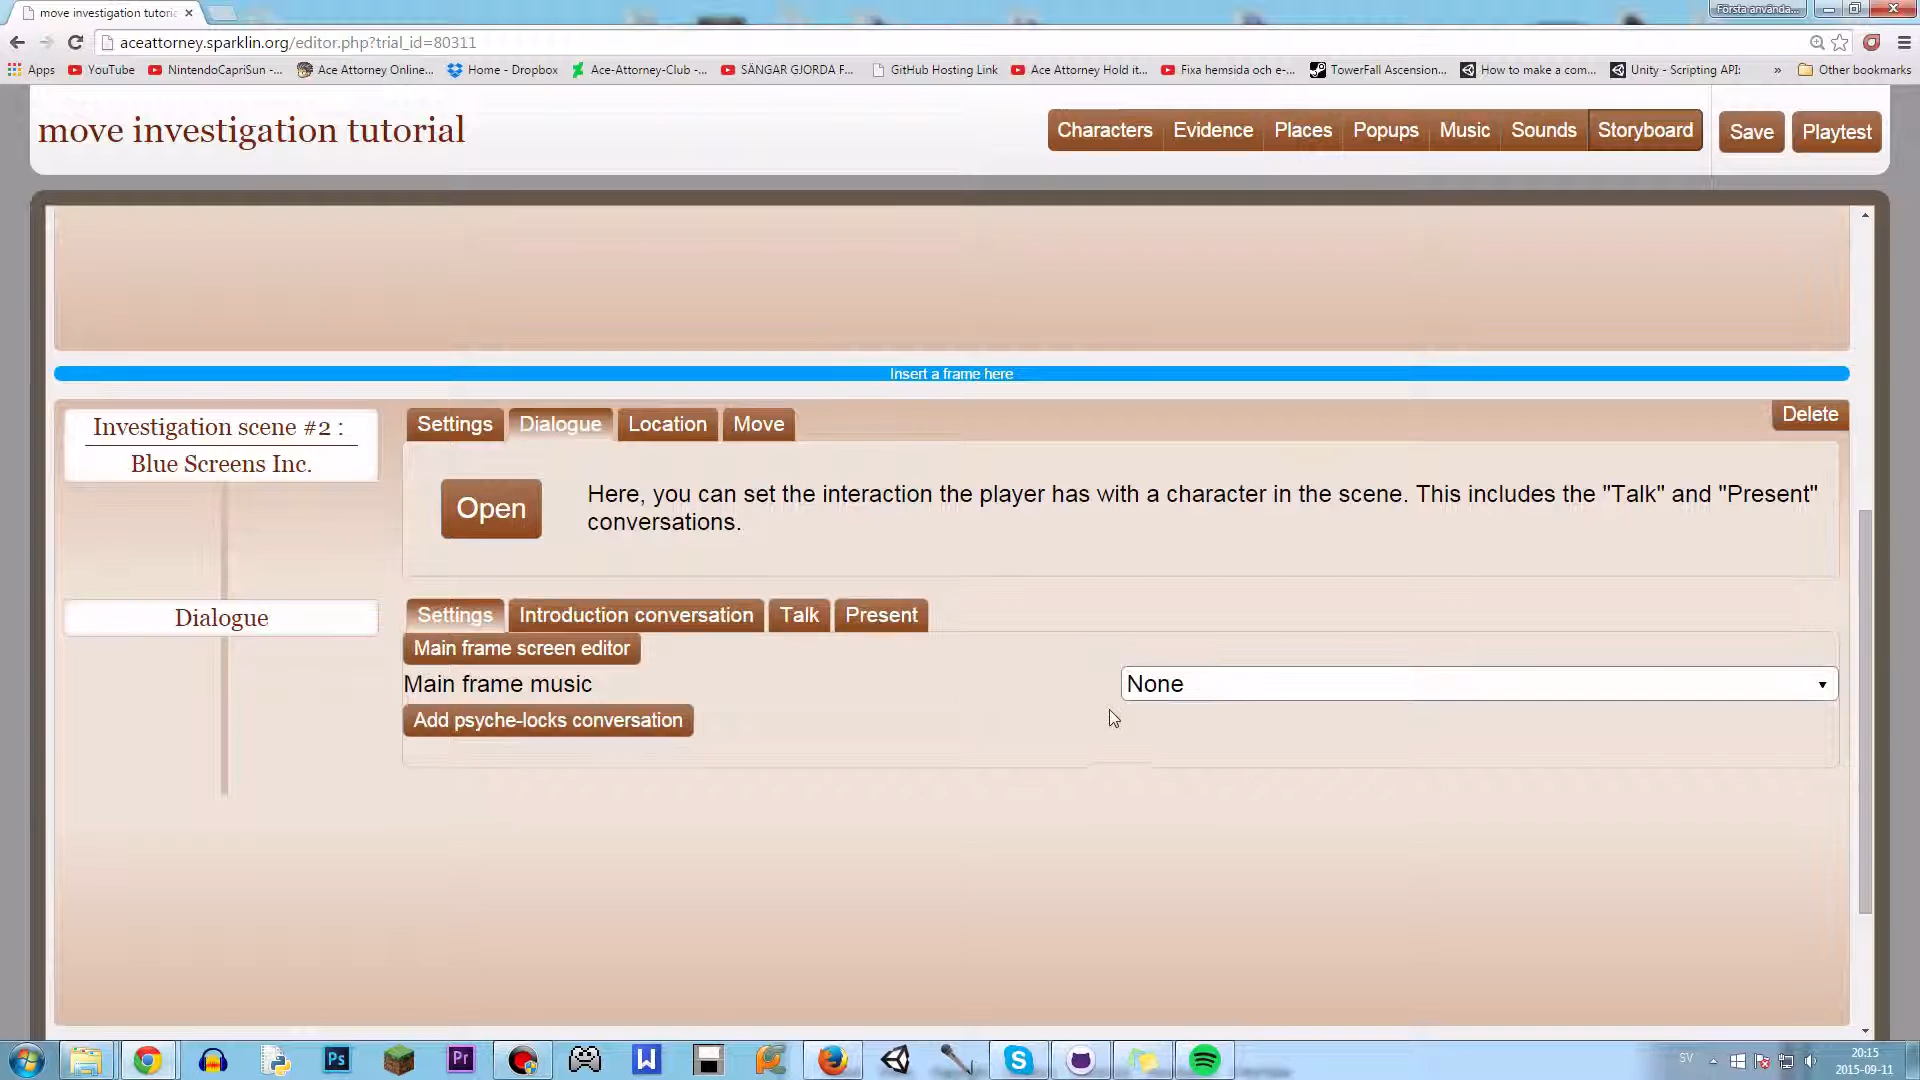 move investigation tutori
Första använda...
aceattorney.sparklin.org/editor.php?trial_id=80311
Apps
YouTube
NintendoCapriSun -...
Ace Attorney Online...
Home - Dropbox
Ace-Attorney-Club -...
SÄNGAR GJORDA F...
GitHub Hosting Link
Ace Attorney Hold it...
Fixa hemsida och e-...
TowerFall Ascension...
How to make a com...
Unity - Scripting API:
»
Other bookmarks
move investigation tutorial
Characters
Evidence
Places
Popups
Music
Sounds
Storyboard
Save
Playtest
Insert a frame here
Investigation scene #2 :
Blue Screens Inc.
Settings
Dialogue
Location
Move
Delete
Open
Here, you can set the interaction the player has with a character in the scene. This includes the "Talk" and "Present"
conversations.
Dialogue
Settings
Introduction conversation
Talk
Present
Main frame screen editor
Main frame music
None
Add psyche-locks conversation
Ps
Pr
W
SV
20:15
2015-09-11